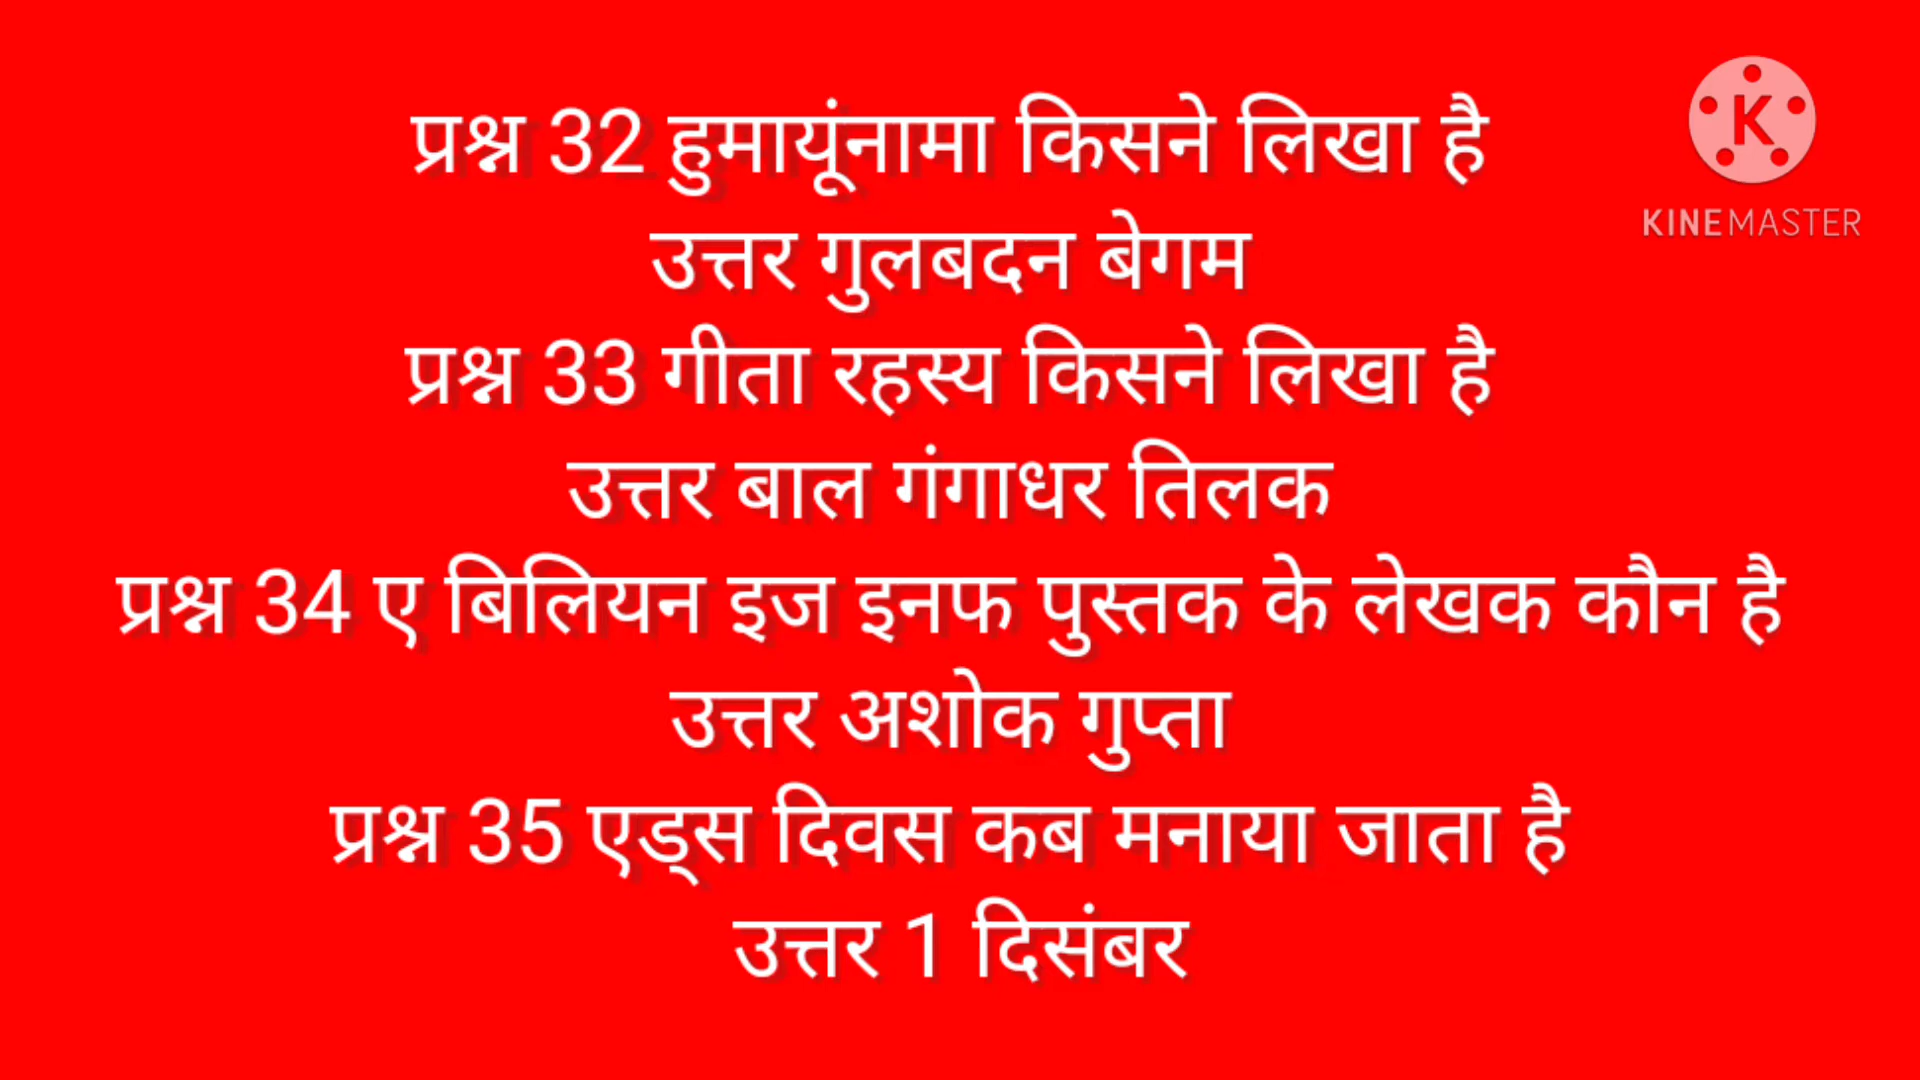 प्रश्न 32 हुमायूंनामा किसने लिखा है
उत्तर गुलबदन बेगम
प्रश्न 33 गीता रहस्य किसने लिखा है
उत्तर बाल गंगाधर तिलक
प्रश्न 34 ए बिलियन इज इनफ पुस्तक के लेखक कौन है
उत्तर अशोक गुप्ता
प्रश्न 35 एड्स दिवस कब मनाया जाता है
उत्तर 1 दिसंबर
K
KINEMASTER